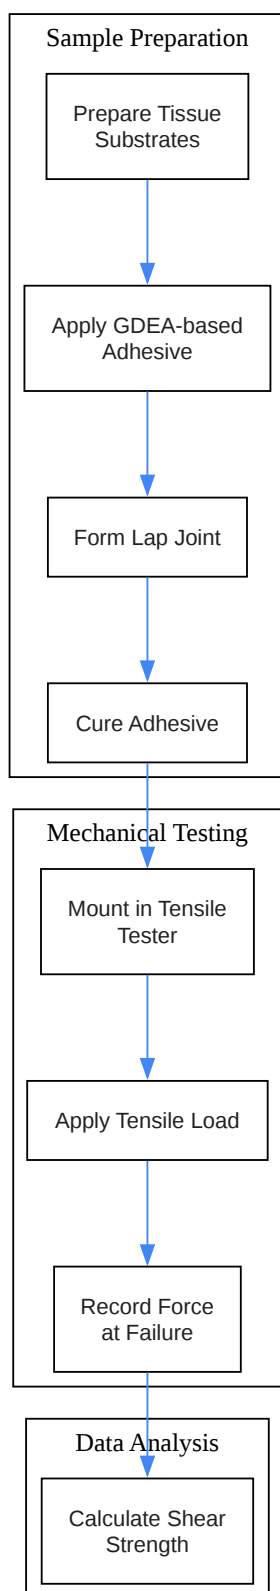 Sample Preparation
Prepare Tissue
Substrates
Apply GDEA-based
Adhesive
Form Lap Joint
Cure Adhesive
Mechanical Testing
Mount in Tensile
Tester
Apply Tensile Load
Record Force
at Failure
Data Analysis
Calculate Shear
Strength